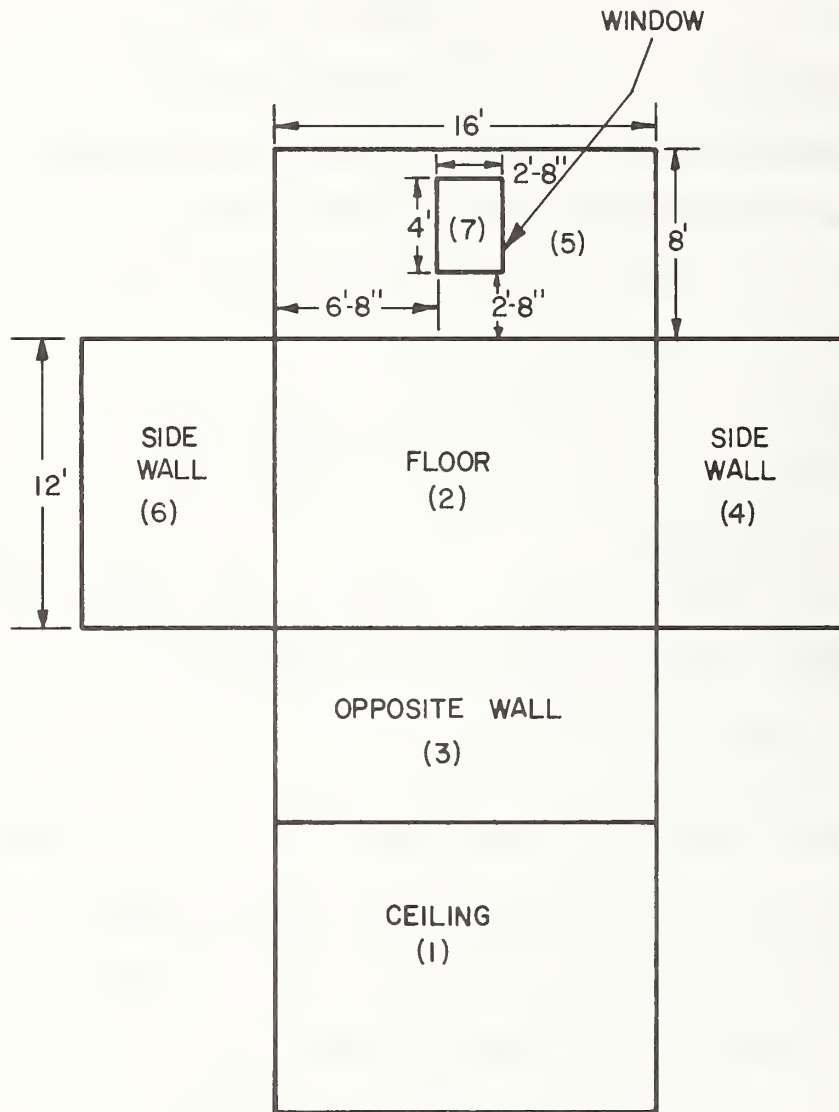 WINDOW
16'
2'-8"
4'
(7)
(5)
8'
6'-8"
2'-8"
12'
SIDE
WALL
(6)
FLOOR
(2)
SIDE
WALL
(4)
OPPOSITE WALL
(3)
CEILING
(1)